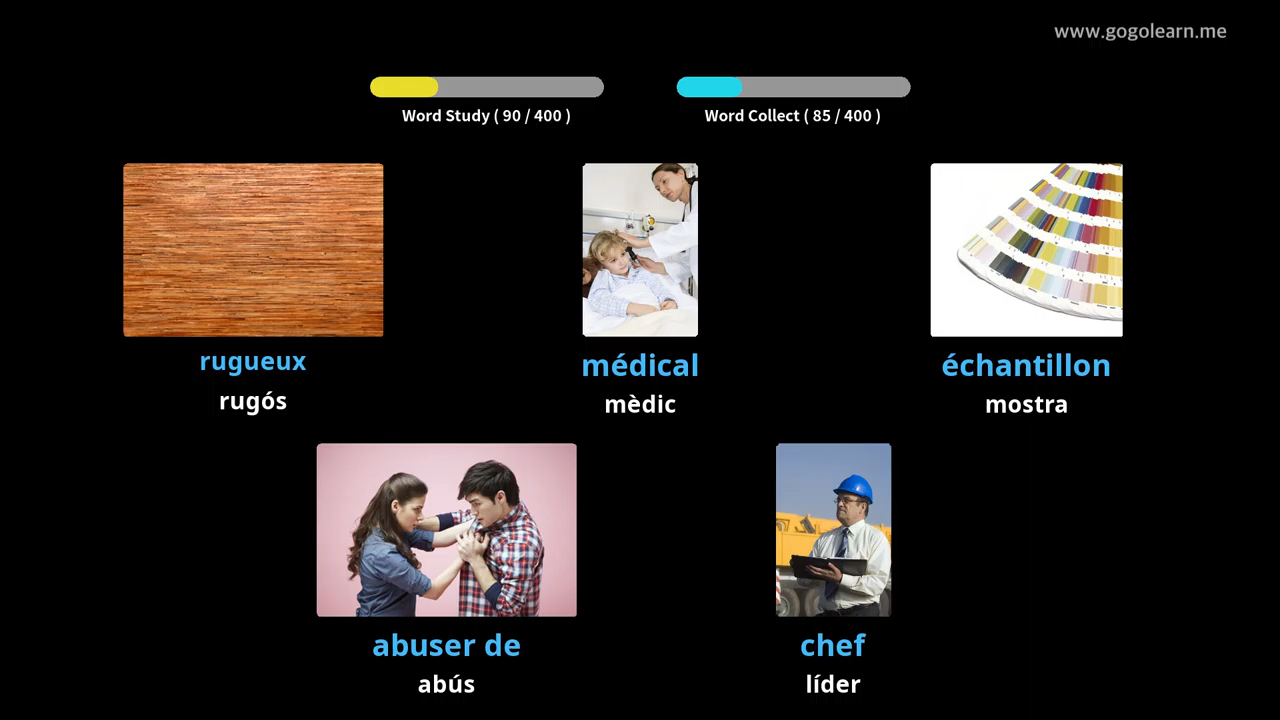 www.gogolearn.me
Word Study ( 90 / 400 )
Word Collect ( 85 / 400 )
rugueux
rugós
médical
mèdic
échantillon
mostra
abuser de
abús
chef
líder